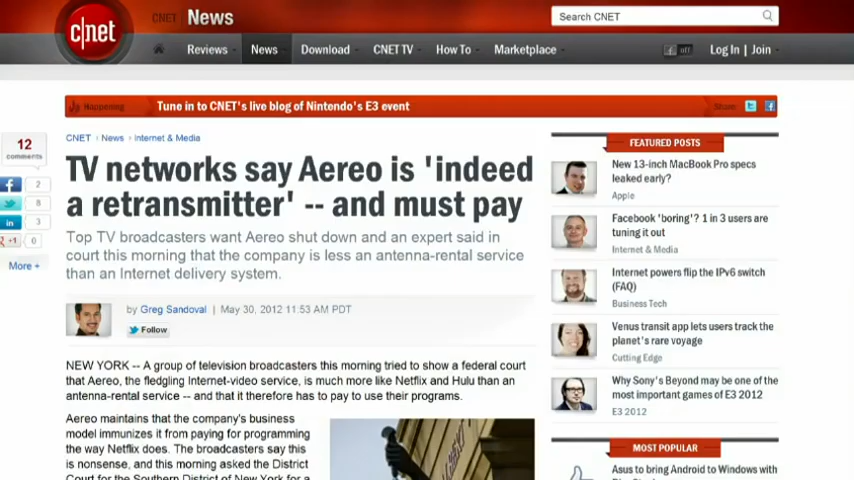 c|net
CNET News
Search CNET
Reviews News Download CNET TV How To Marketplace
f off Log In | Join
Happening Tune in to CNET's live blog of Nintendo's E3 event Share:
12
comments
2
8
3
+1 0
More +
CNET › News › Internet & Media
TV networks say Aereo is 'indeed
a retransmitter' -- and must pay
Top TV broadcasters want Aereo shut down and an expert said in
court this morning that the company is less an antenna-rental service
than an Internet delivery system.
by Greg Sandoval | May 30, 2012 11:53 AM PDT
Follow
NEW YORK -- A group of television broadcasters this morning tried to show a federal court
that Aereo, the fledgling Internet-video service, is much more like Netflix and Hulu than an
antenna-rental service -- and that it therefore has to pay to use their programs.
Aereo maintains that the company's business
model immunizes it from paying for programming
the way Netflix does. The broadcasters say this
is nonsense, and this morning asked the District
Court for the Southern District of New York for a
FEATURED POSTS
New 13-inch MacBook Pro specs
leaked early?
Apple
Facebook 'boring'? 1 in 3 users are
tuning it out
Internet & Media
Internet powers flip the IPv6 switch
(FAQ)
Business Tech
Venus transit app lets users track the
planet's rare voyage
Cutting Edge
Why Sony's Beyond may be one of the
most important games of E3 2012
E3 2012
MOST POPULAR
Asus to bring Android to Windows with